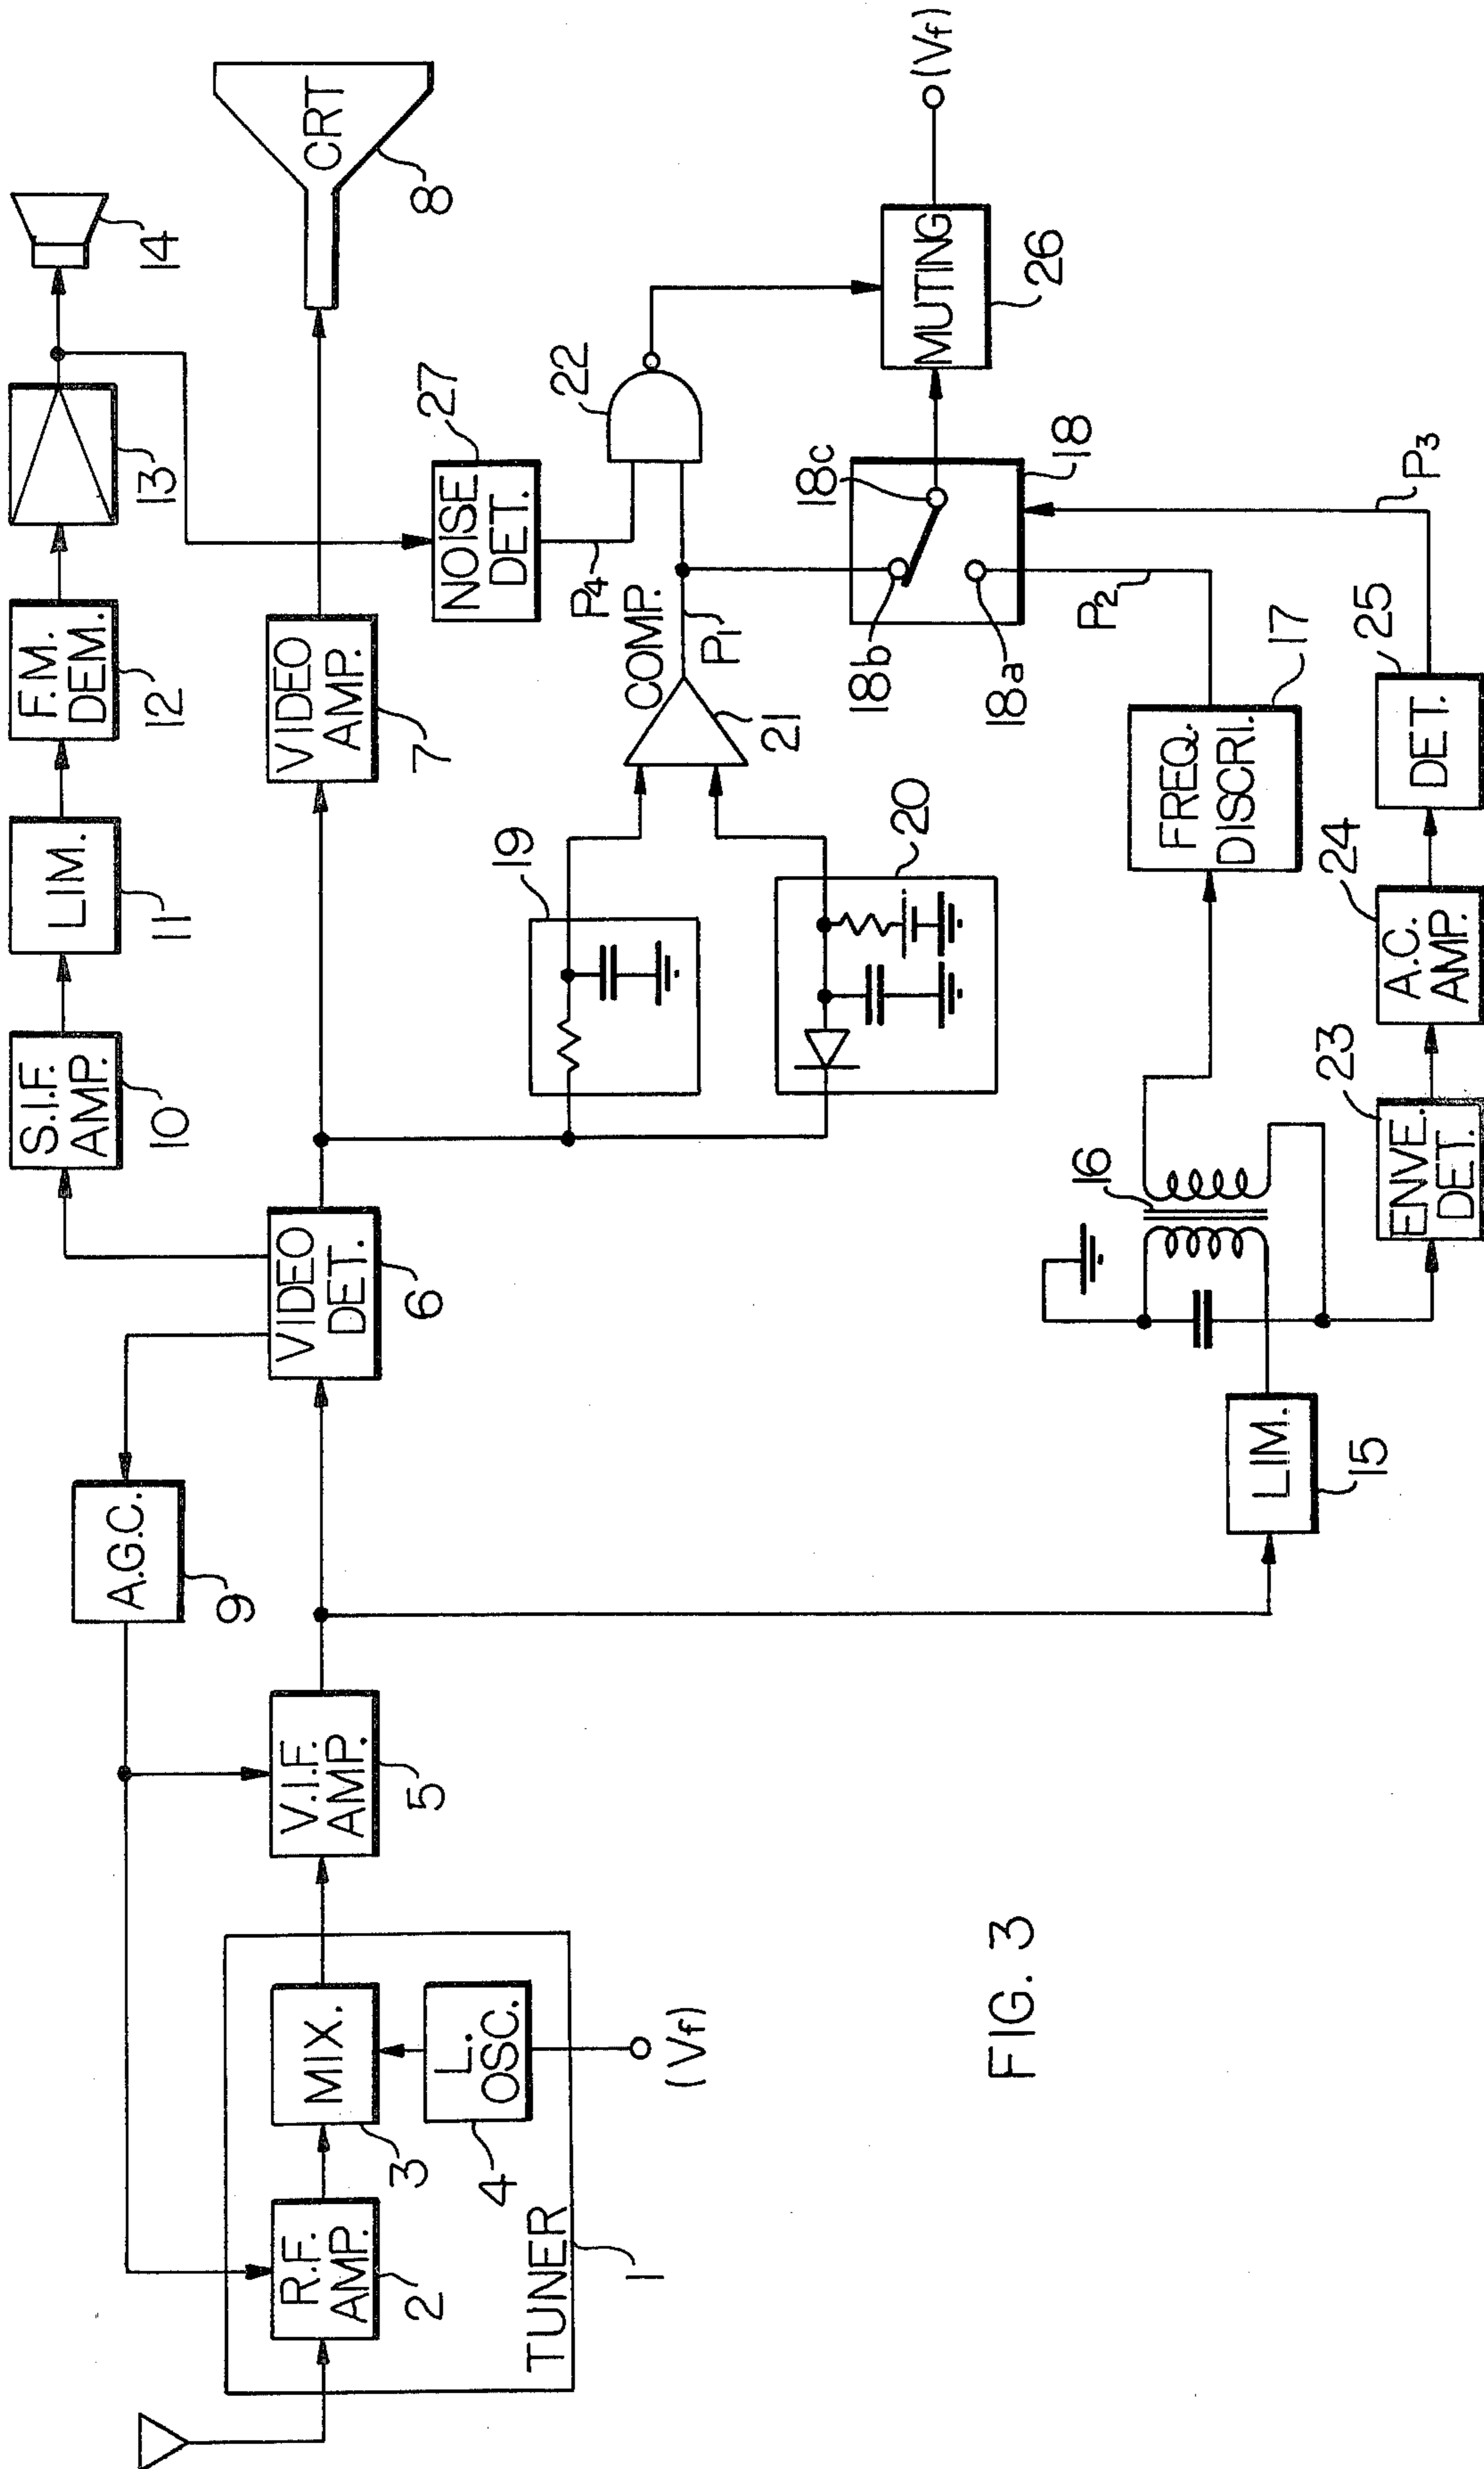 14
13
F.M.
DEM.
12
LIM.
11
S.I.F.
AMP.
10
A.G.C.
9
CRT
8
VIDEO
AMP.
7
VIDEO
DET.
6
V.I.F.
AMP.
5
MIX.
3
R.F.
AMP.
2
L.
OSC.
4
TUNER
1
(Vf)
NOISE
DET.
27
P4
22
COMP.
P1
21
19
20
MUTING
26
(Vf)
18c
18b
18a
18
P2
P3
FREQ.
DISCRI.
17
16
LIM.
15
ENVE.
DET.
23
A.C.
AMP.
24
DET.
25
FIG. 3